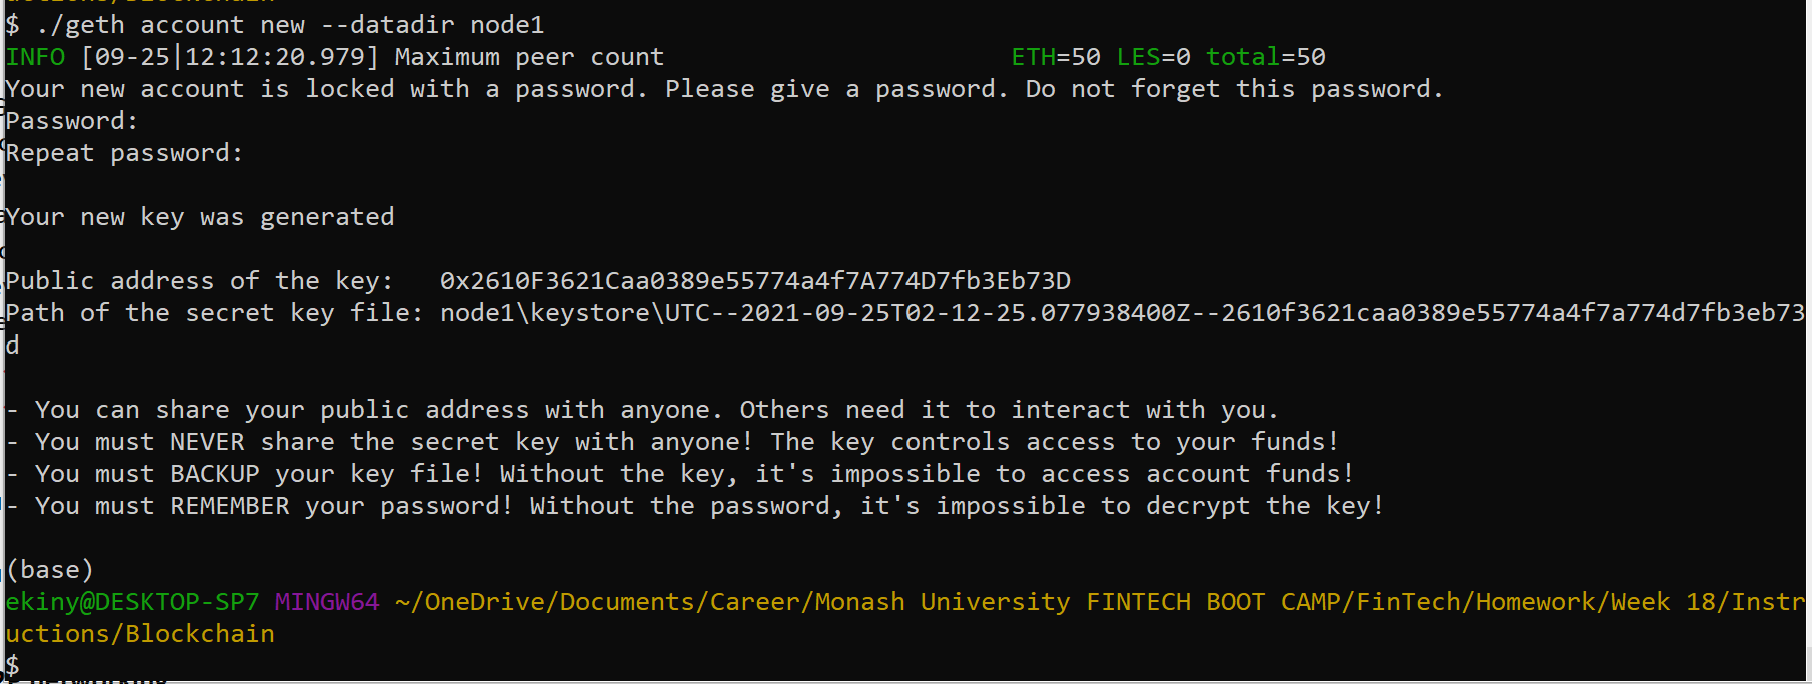 $ ./geth account new --datadir node1
INFO [09-25|12:12:20.979] Maximum peer count ETH=50 LES=0 total=50
Your new account is locked with a password. Please give a password. Do not forget this password.
Password:
Repeat password:
Your new key was generated
Public address of the key:   0x2610F3621Caa0389e55774a4f7A774D7fb3Eb73D
Path of the secret key file: node1\keystore\UTC--2021-09-25T02-12-25.077938400Z--2610f3621caa0389e55774a4f7a774d7fb3eb73
d
- You can share your public address with anyone. Others need it to interact with you.
- You must NEVER share the secret key with anyone! The key controls access to your funds!
- You must BACKUP your key file! Without the key, it's impossible to access account funds!
- You must REMEMBER your password! Without the password, it's impossible to decrypt the key!
(base)
ekiny@DESKTOP-SP7 MINGW64 ~/OneDrive/Documents/Career/Monash University FINTECH BOOT CAMP/FinTech/Homework/Week 18/Instr
uctions/Blockchain
$